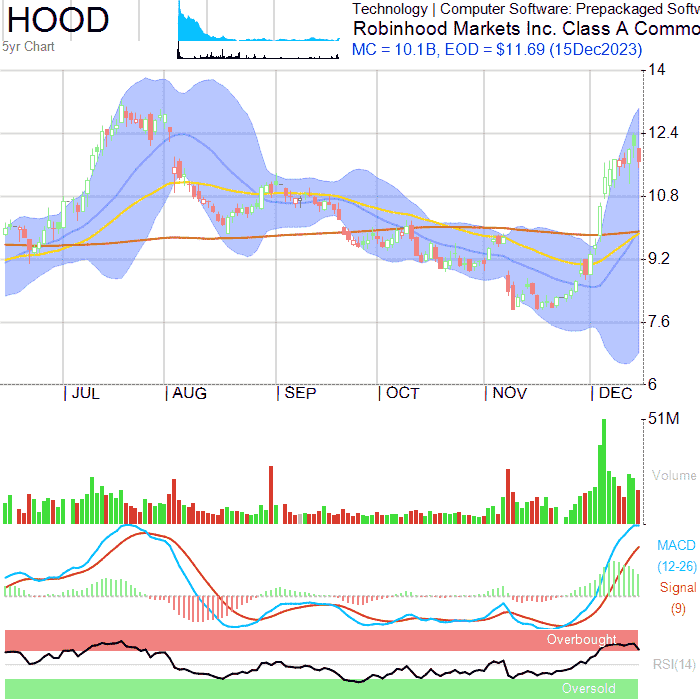 HOOD
5yr Chart
Technology | Computer Software: Prepackaged Softw
Robinhood Markets Inc. Class A Commo
MC = 10.1B, EOD = $11.69 (15Dec2023)
14
12.4
10.8
9.2
7.6
6
| JUL | AUG | SEP | OCT | NOV | DEC
51M
Volume
MACD
(12-26)
Signal
(9)
Overbought
RSI(14)
Oversold